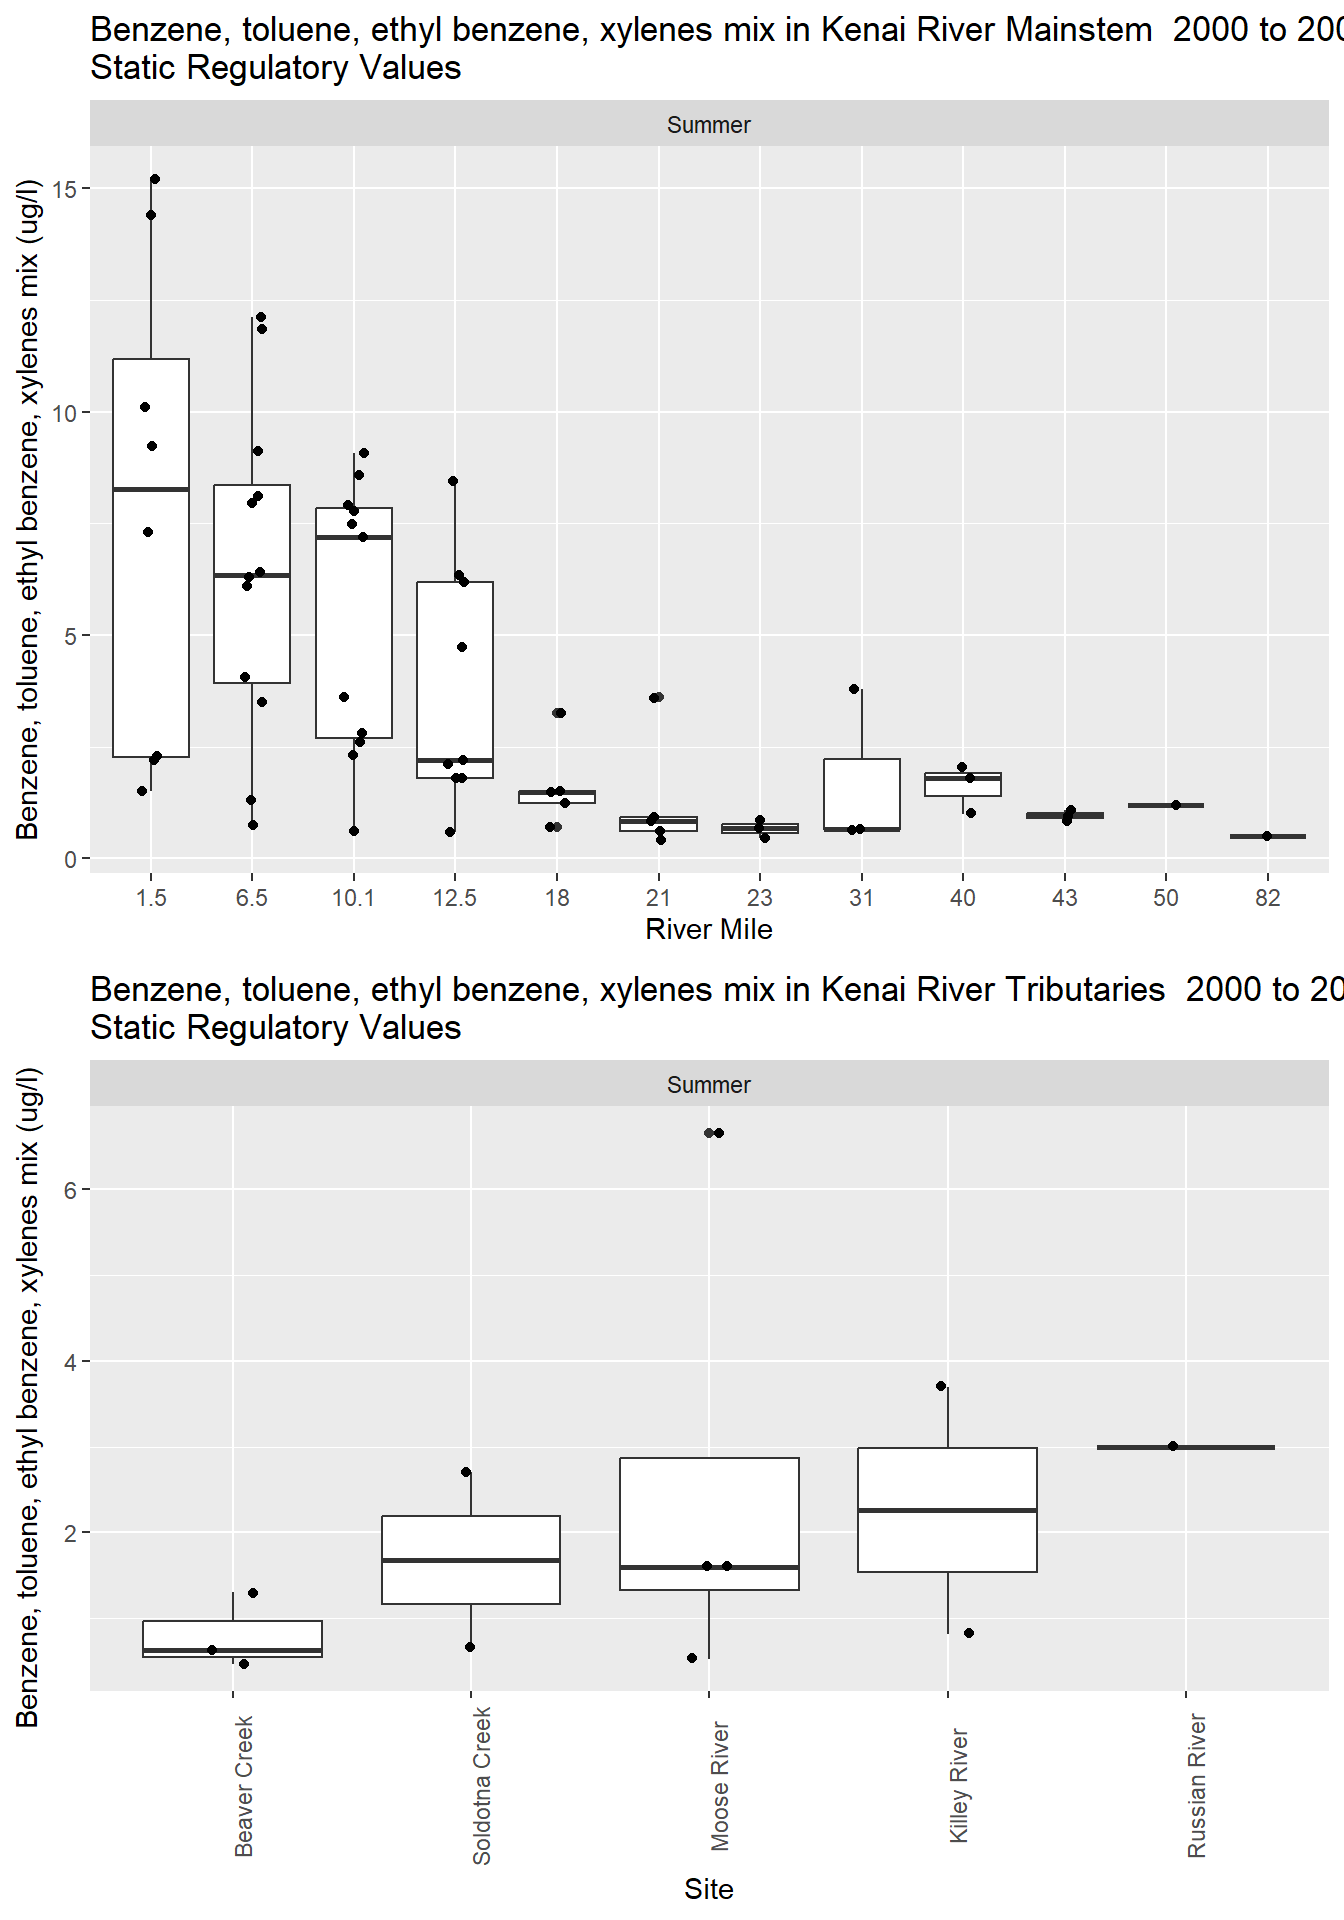 Benzene, toluene, ethyl benzene, xylenes mix in Kenai River Mainstem  2000 to 200
Static Regulatory Values
Summer
Benzene, toluene, ethyl benzene, xylenes mix (ug/l)
15
10
5
0
1.5 6.5 10.1 12.5 18 21 23 31 40 43 50 82
River Mile
Benzene, toluene, ethyl benzene, xylenes mix in Kenai River Tributaries  2000 to 20
Static Regulatory Values
Summer
Benzene, toluene, ethyl benzene, xylenes mix (ug/l)
6
4
2
Beaver Creek
Soldotna Creek
Moose River
Killey River
Russian River
Site